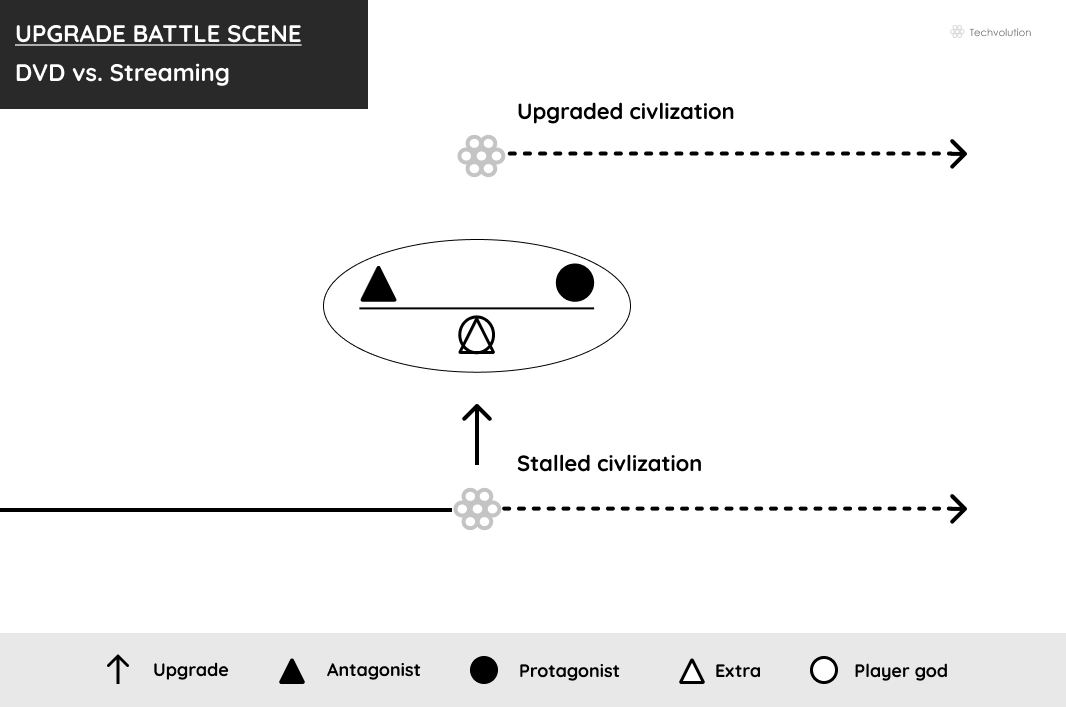 UPGRADE BATTLE SCENE
DVD vs. Streaming
Techvolution
Upgraded civlization
Stalled civlization
Upgrade
Antagonist
Protagonist
Extra
Player god